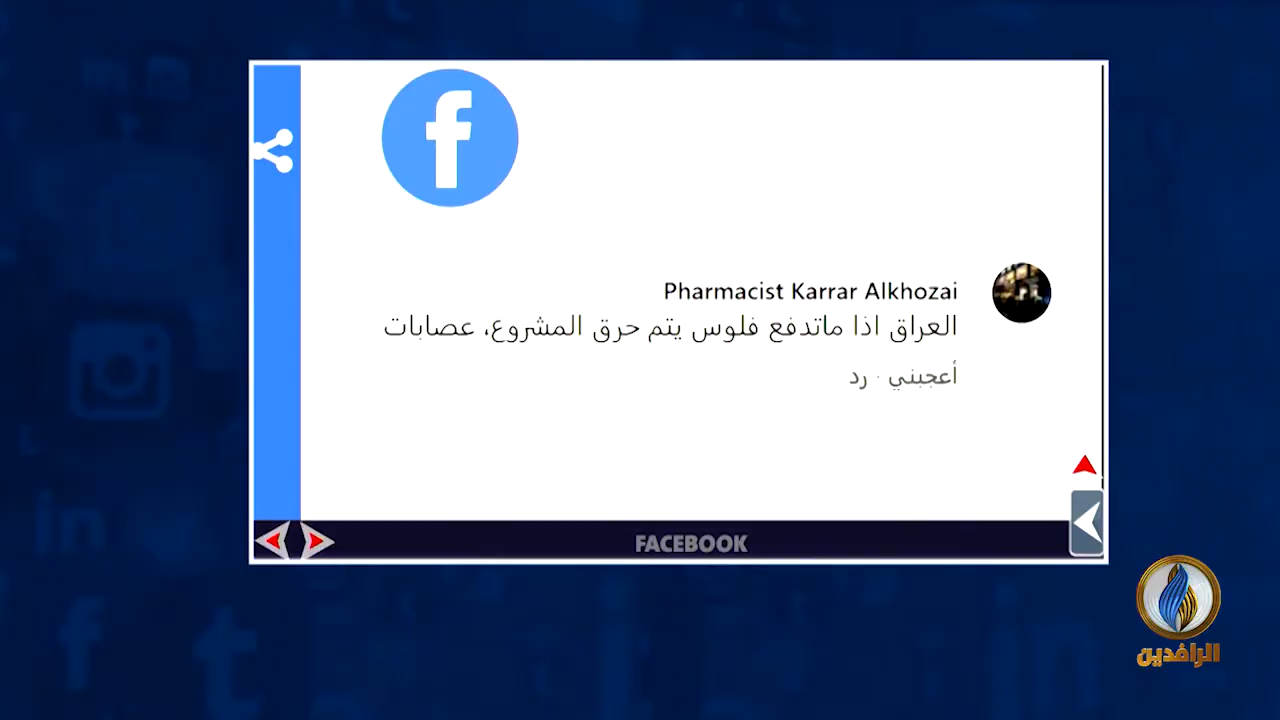 Pharmacist Karrar Alkhozai
العراق اذا ماتدفع فلوس يتم حرق المشروع، عصابات
أعجبني · رد
FACEBOOK
الرافدين